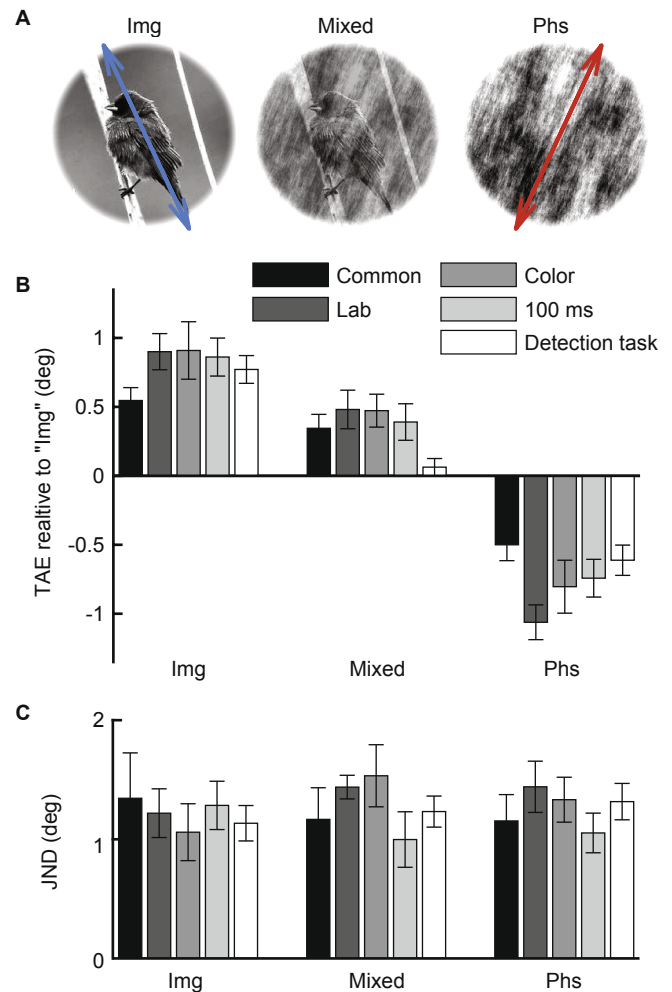 A
Img Mixed Phs
B
Common Color
Lab 100 ms
Detection task
TAE realtive to "Img" (deg)
1
0.5
0
-0.5
-1
Img Mixed Phs
C
JND (deg)
2
1
0
Img Mixed Phs